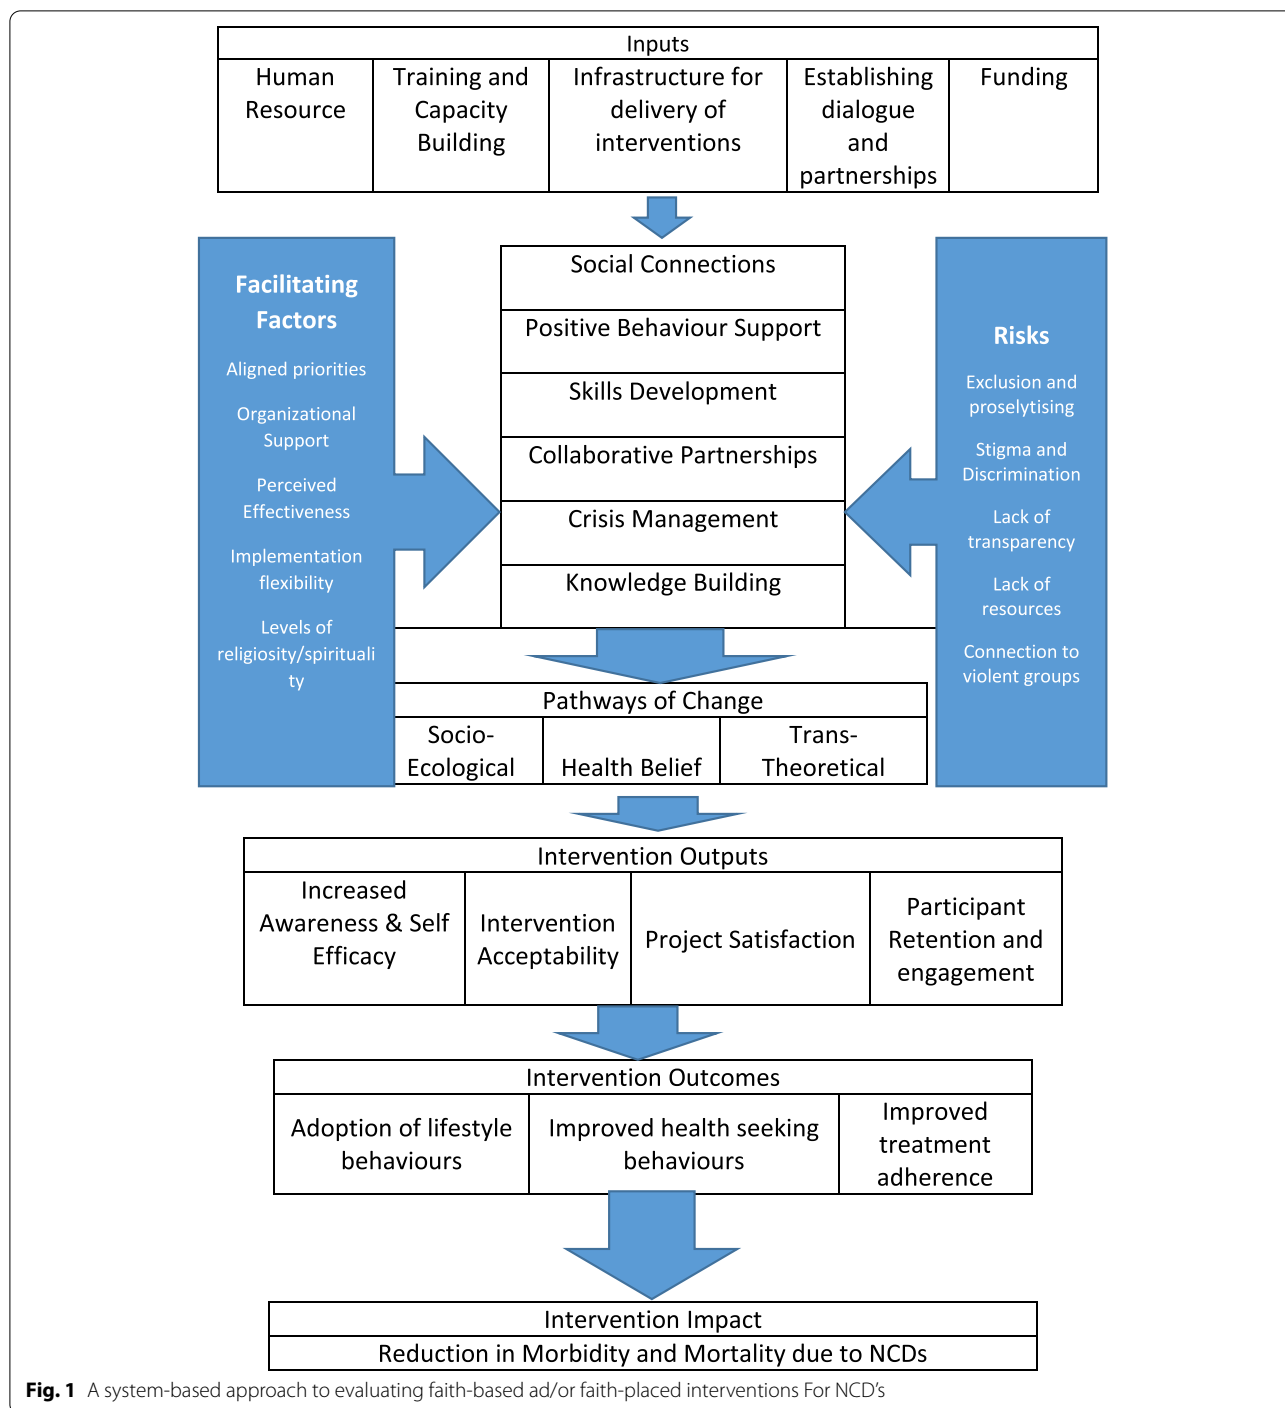 Inputs
Human
Resource
Training and
Capacity
Building
Infrastructure for
delivery of
interventions
Establishing
dialogue
and
partnerships
Funding
Facilitating
Factors
Aligned priorities
Organizational
Support
Perceived
Effectiveness
Implementation
flexibility
Levels of
religiosity/spirituali
ty
Social Connections
Positive Behaviour Support
Skills Development
Collaborative Partnerships
Crisis Management
Knowledge Building
Risks
Exclusion and
proselytising
Stigma and
Discrimination
Lack of
transparency
Lack of
resources
Connection to
violent groups
Pathways of Change
Socio-
Ecological
Health Belief
Trans-
Theoretical
Intervention Outputs
Increased
Awareness & Self
Efficacy
Intervention
Acceptability
Project Satisfaction
Participant
Retention and
engagement
Intervention Outcomes
Adoption of lifestyle
behaviours
Improved health seeking
behaviours
Improved
treatment
adherence
Intervention Impact
Reduction in Morbidity and Mortality due to NCDs
Fig. 1 A system-based approach to evaluating faith-based ad/or faith-placed interventions For NCD's